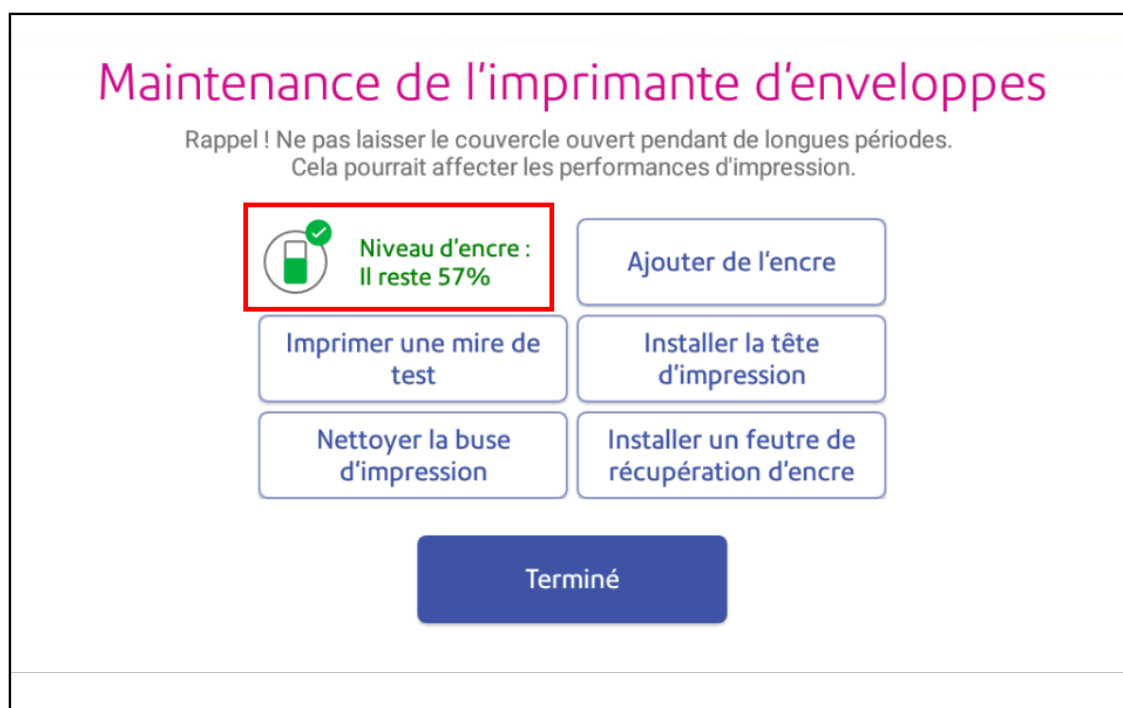 Maintenance de l'imprimante d'enveloppes
Rappel ! Ne pas laisser le couvercle ouvert pendant de longues périodes.
Cela pourrait affecter les performances d'impression.
Niveau d'encre :
Il reste 57%
Ajouter de l'encre
Imprimer une mire de
test
Installer la tête
d'impression
Nettoyer la buse
d'impression
Installer un feutre de
récupération d'encre
Terminé